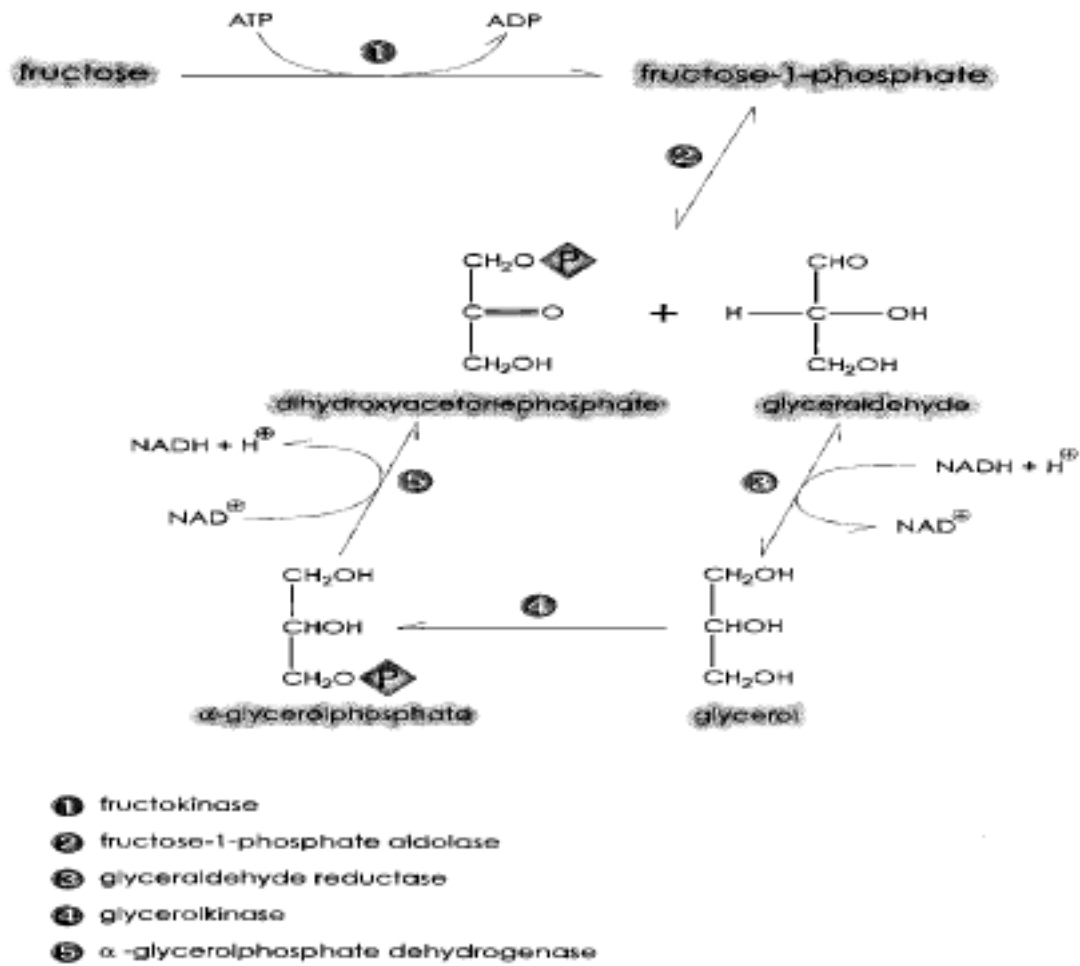 ATP ADP
1
fructose fructose-1-phosphate
2
CH₂O P CHO
C O + H C OH
CH₂OH CH₂OH
dihydroxyacetonephosphate glyceraldehyde
NADH + H⊕
5 3 NADH + H⊕
NAD⊕ NAD⊕
CH₂OH CH₂OH
4
CHOH CHOH
CH₂O P CH₂OH
α-glycerolphosphate glycerol
1 fructokinase
2 fructose-1-phosphate aldolase
3 glyceraldehyde reductase
4 glycerolkinase
5 α -glycerolphosphate dehydrogenase